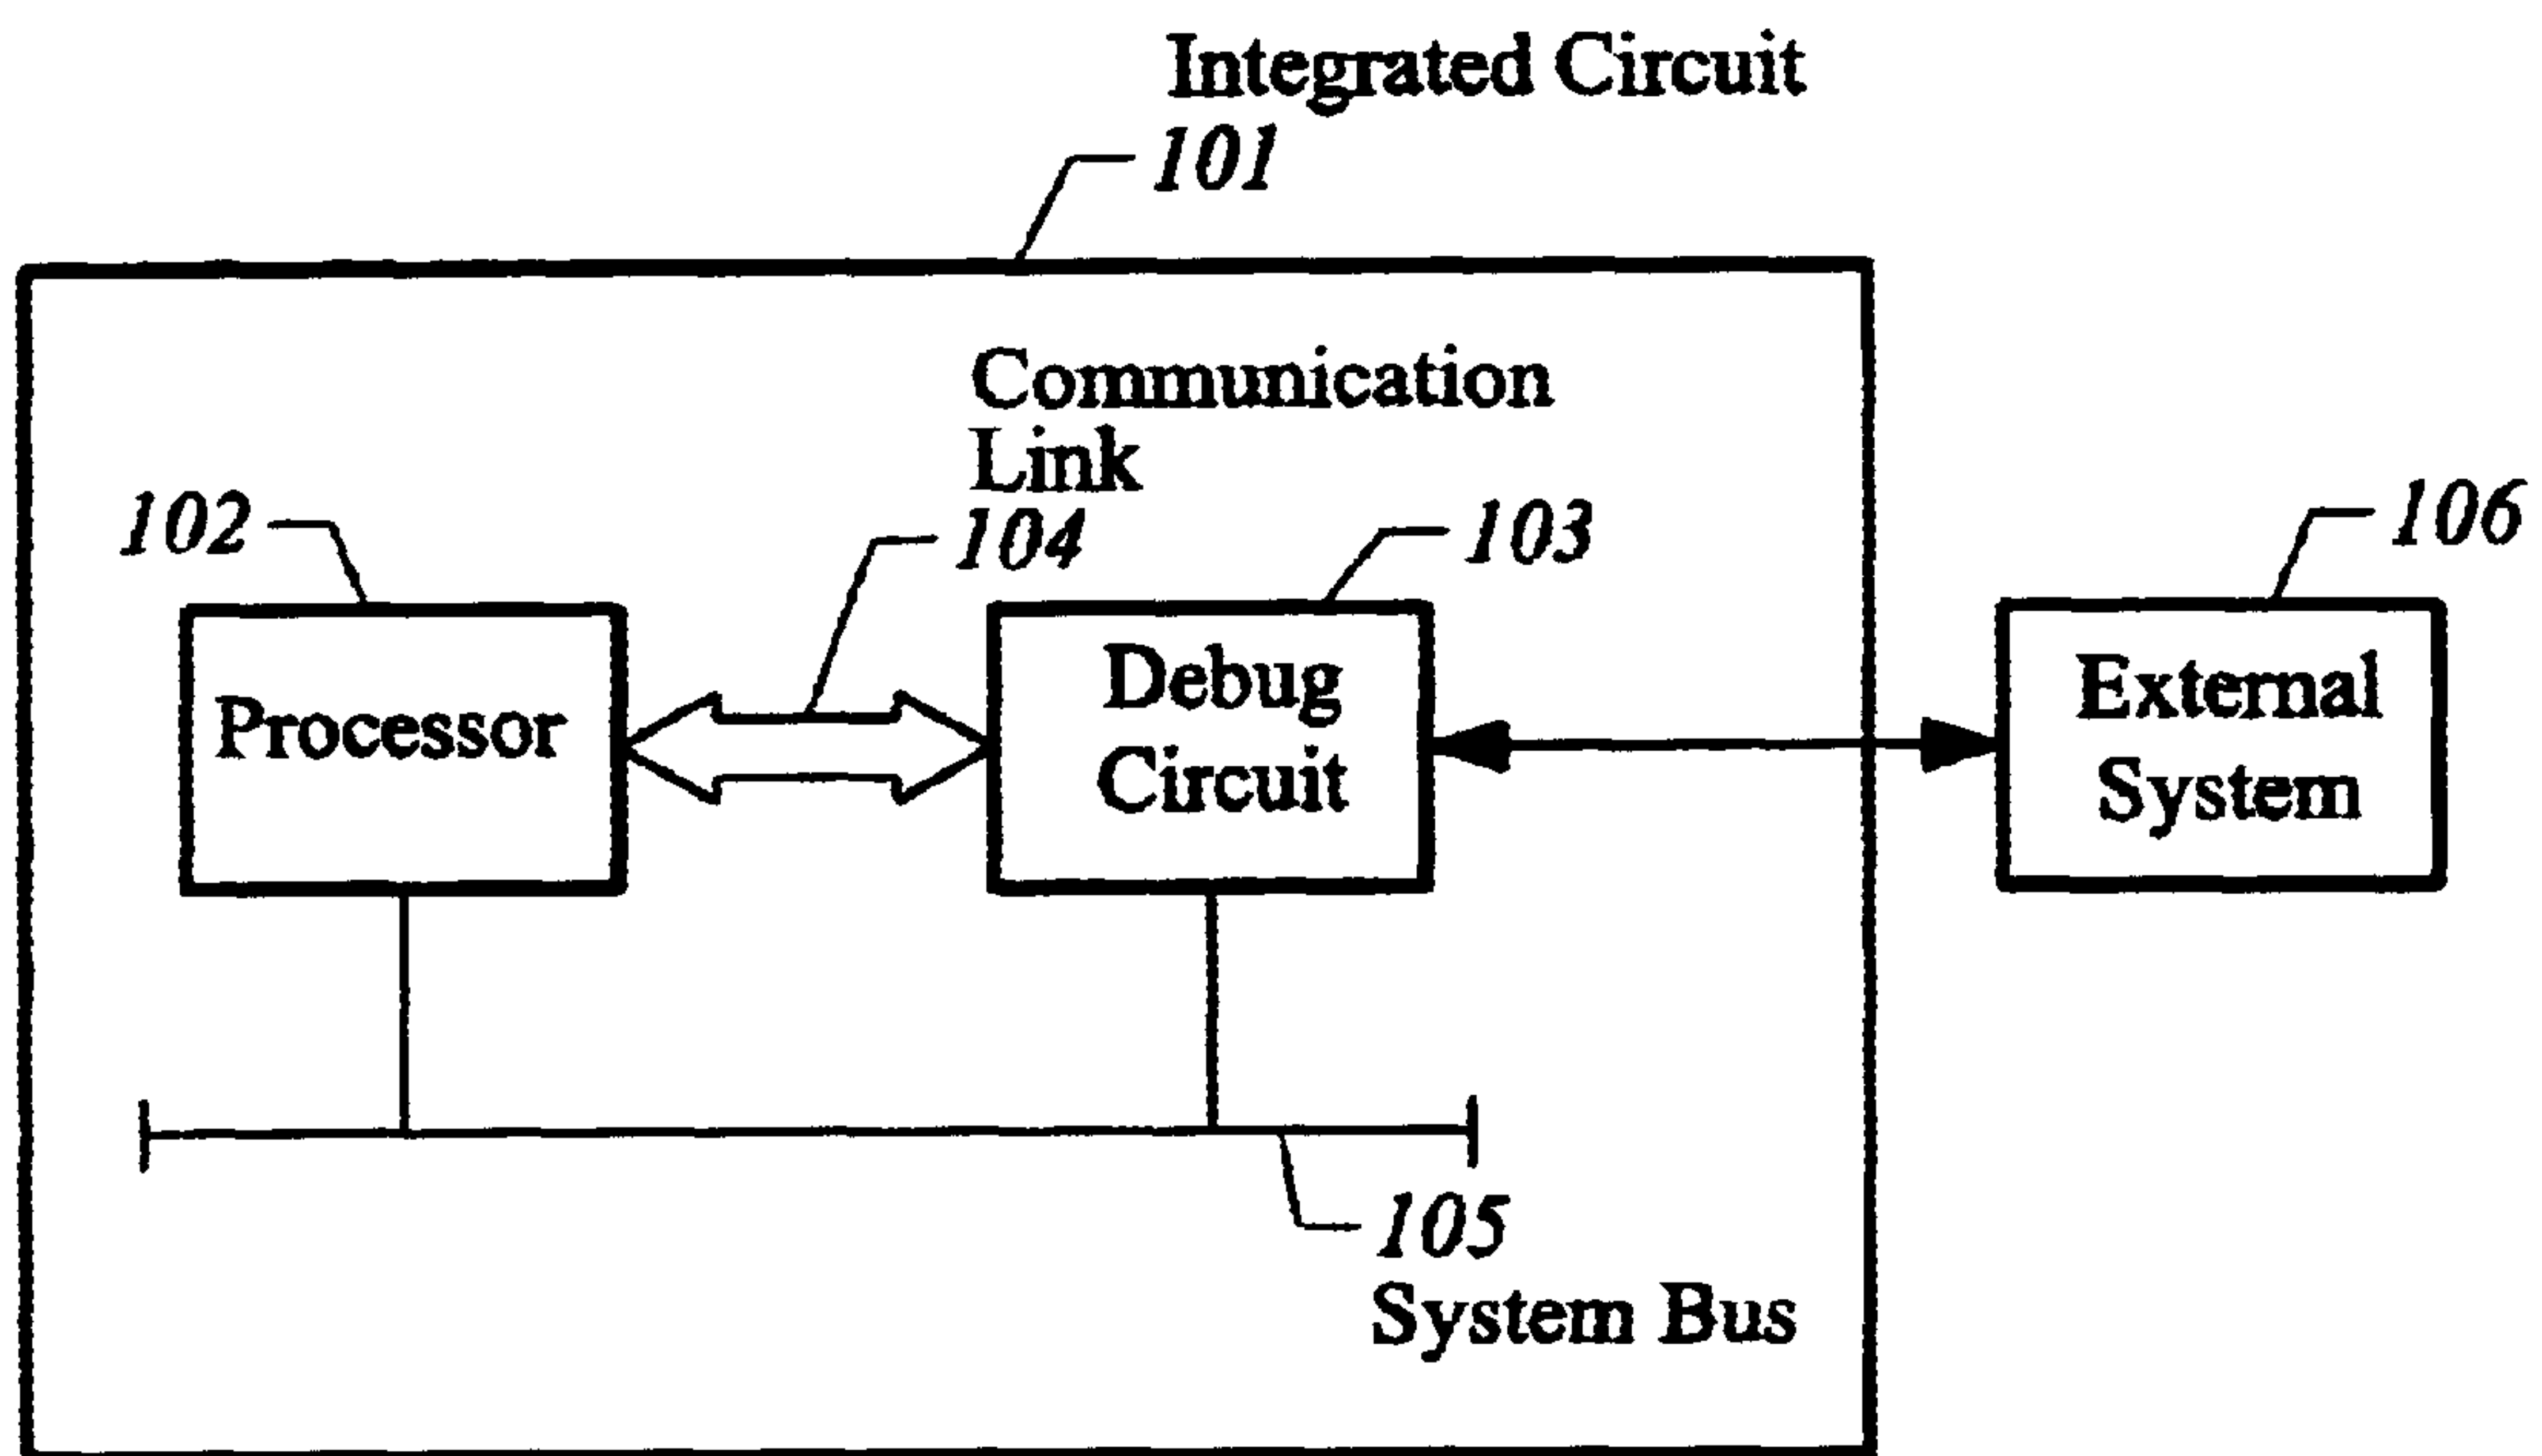 Integrated Circuit
101
Communication
Link
104
102
103
106
Processor
Debug
Circuit
External
System
105
System Bus